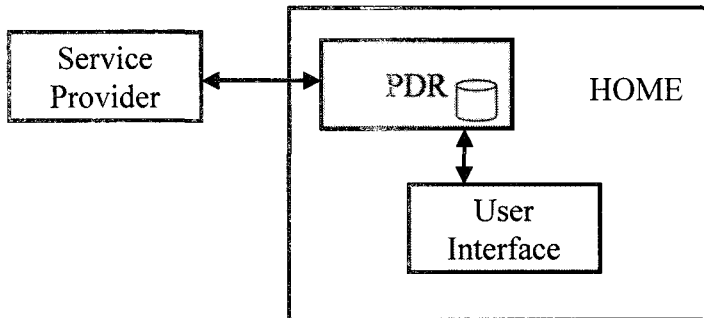 Service
Provider
PDR
HOME
User
Interface